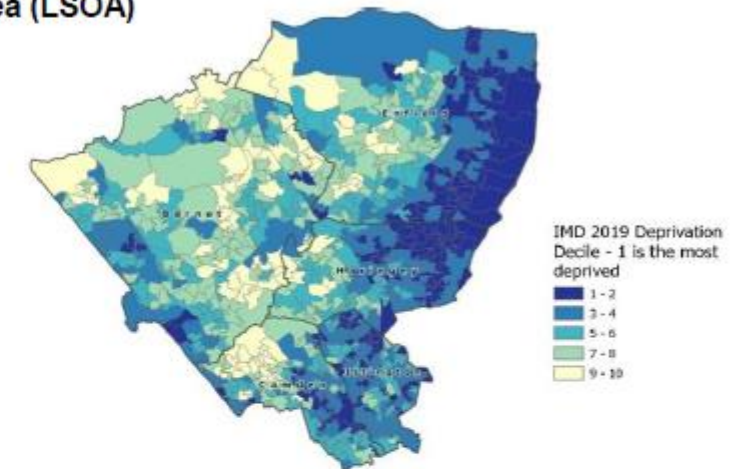 ea (LSOA)
Enfield
Barnet
Haringey
Camden
Islington
IMD 2019 Deprivation
Decile - 1 is the most
deprived
1 - 2
3 - 4
5 - 6
7 - 8
9 - 10